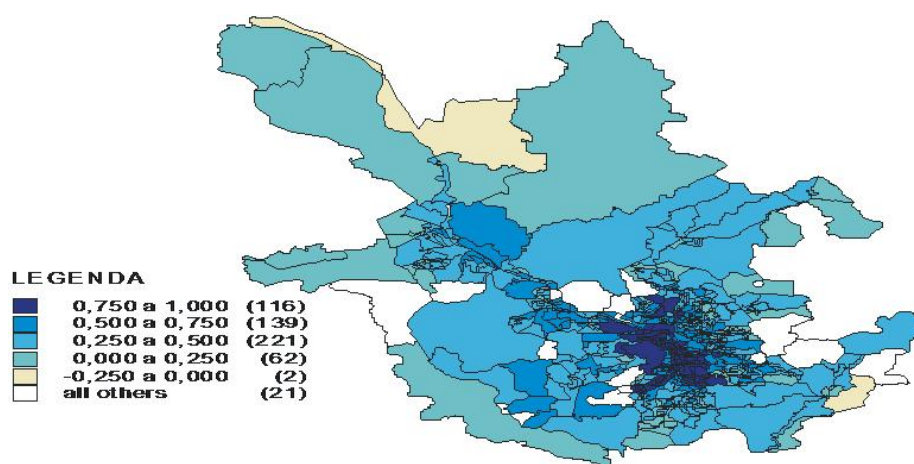 LEGENDA
0,750 a 1,000 (116)
0,500 a 0,750 (139)
0,250 a 0,500 (221)
0,000 a 0,250 (62)
-0,250 a 0,000 (2)
all others (21)